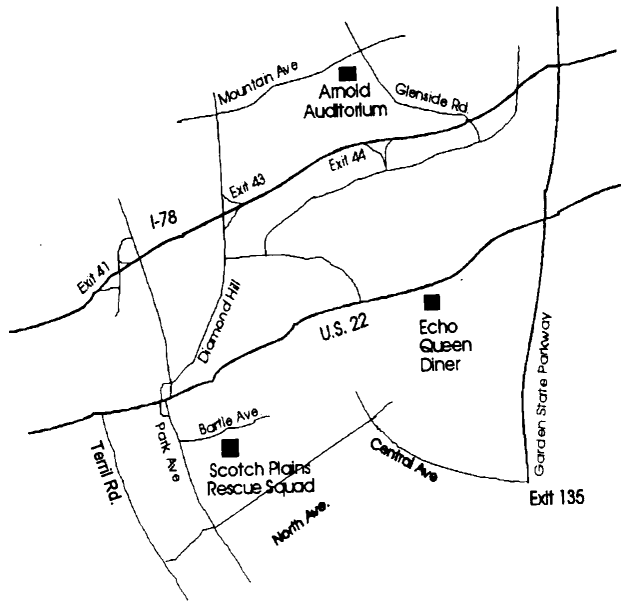 Mountain Ave
Arnold
Auditorium
Glenside Rd.
Exit 44
Exit 43
I-78
Exit 41
Diamond Hill
U.S. 22
Echo
Queen
Diner
Garden State Parkway
Bartle Ave
Park Ave
Terril Rd.
Scotch Plains
Rescue Squad
Central Ave
North Ave.
Exit 135